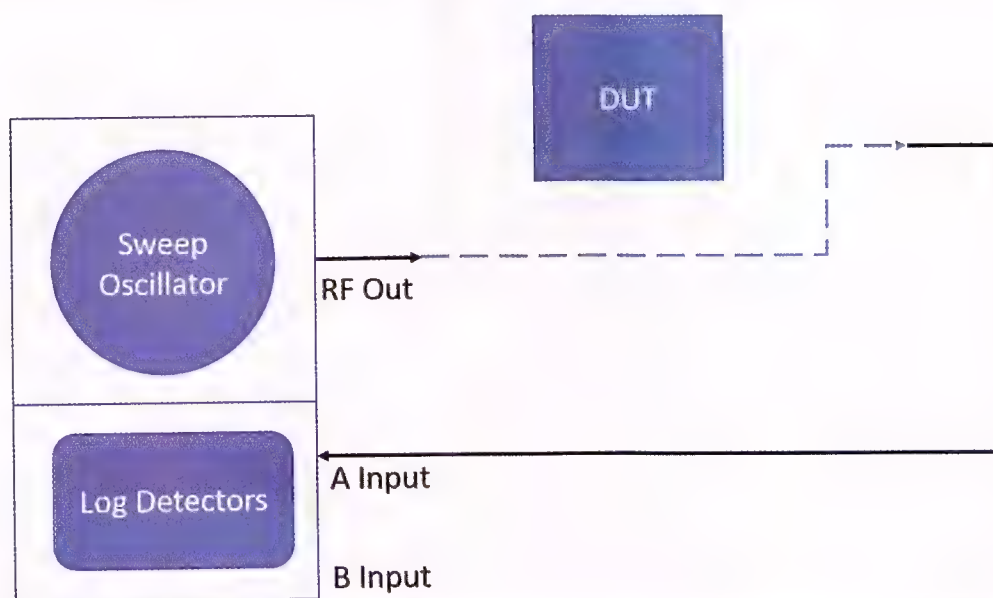 DUT
Sweep
Oscillator
RF Out
A Input
Log Detectors
B Input